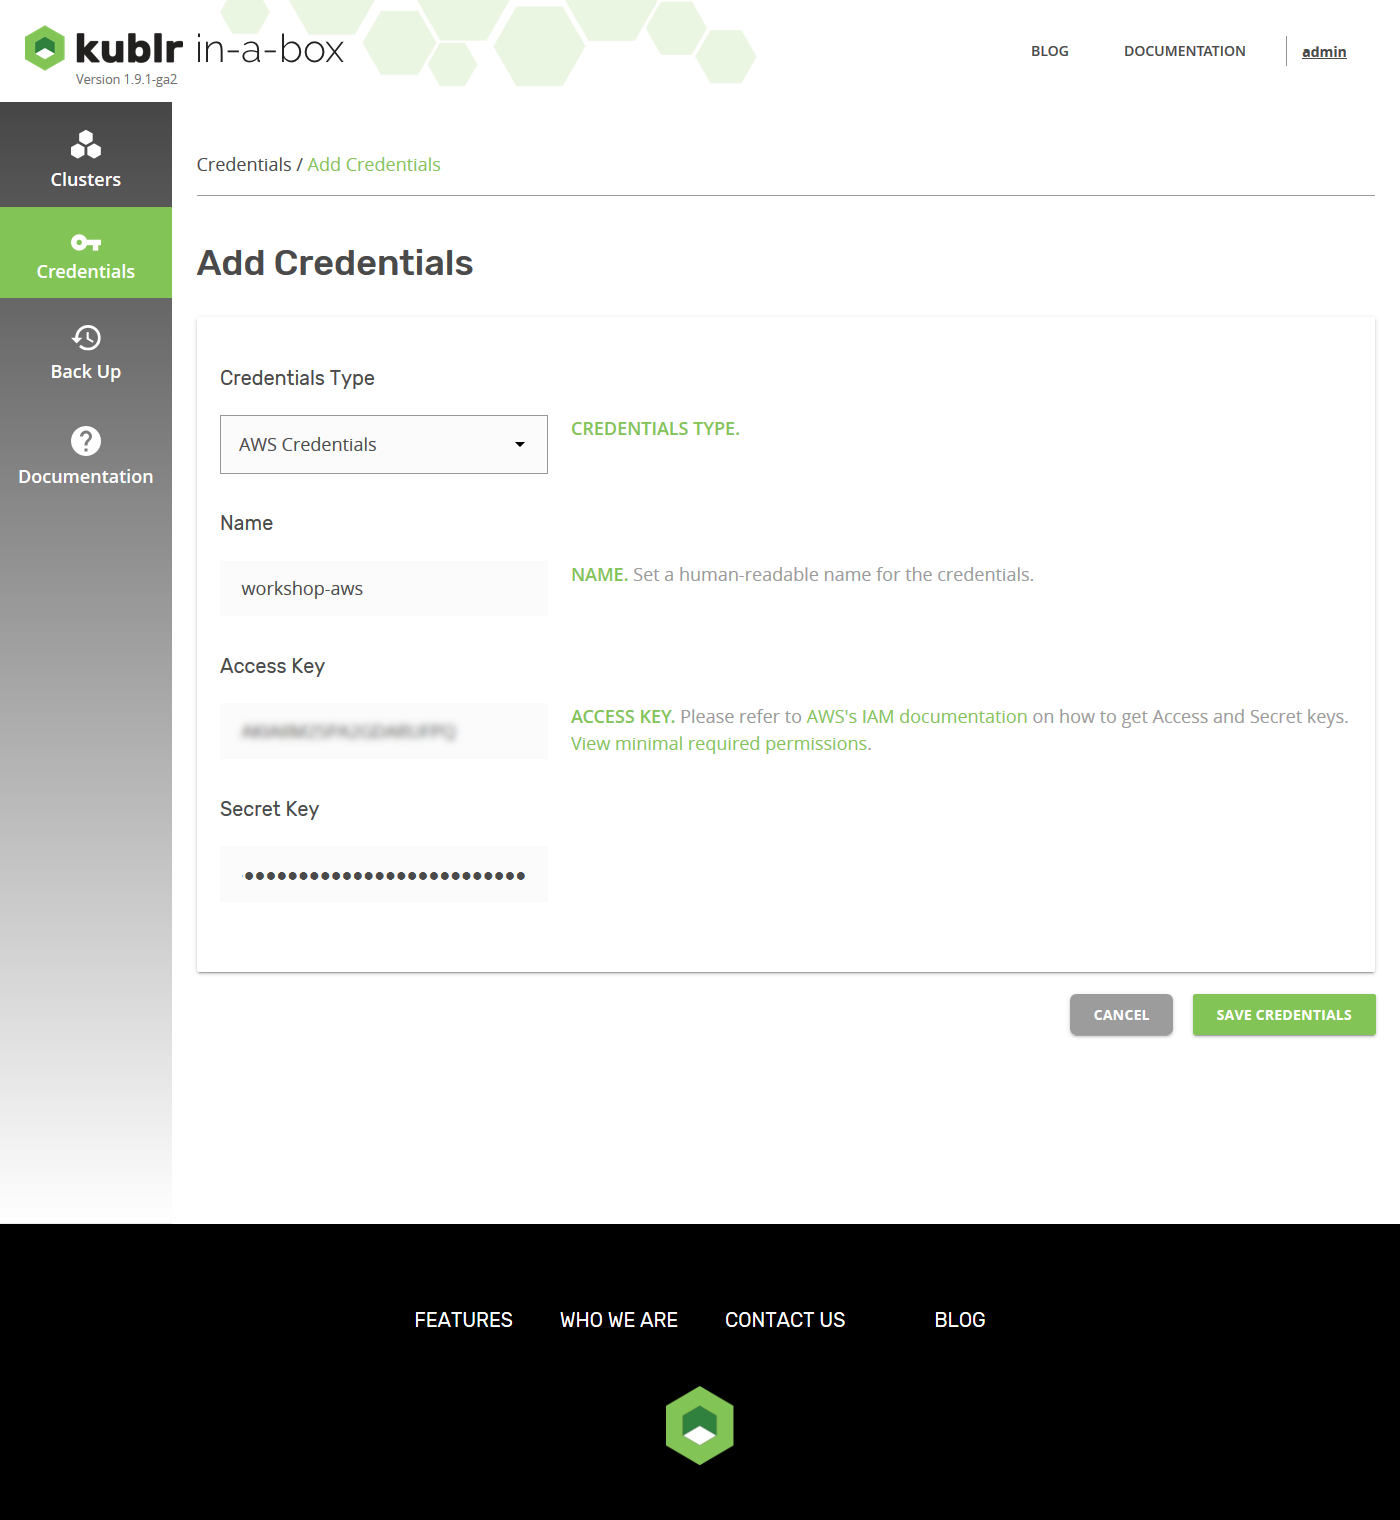 kublr in-a-box
Version 1.9.1-ga2
BLOG
DOCUMENTATION
admin
Clusters
Credentials
Back Up
Documentation
Credentials / Add Credentials
Add Credentials
Credentials Type
AWS Credentials
CREDENTIALS TYPE.
Name
workshop-aws
NAME. Set a human-readable name for the credentials.
Access Key
ACCESS KEY. Please refer to AWS's IAM documentation on how to get Access and Secret keys.
View minimal required permissions.
Secret Key
CANCEL
SAVE CREDENTIALS
FEATURES
WHO WE ARE
CONTACT US
BLOG